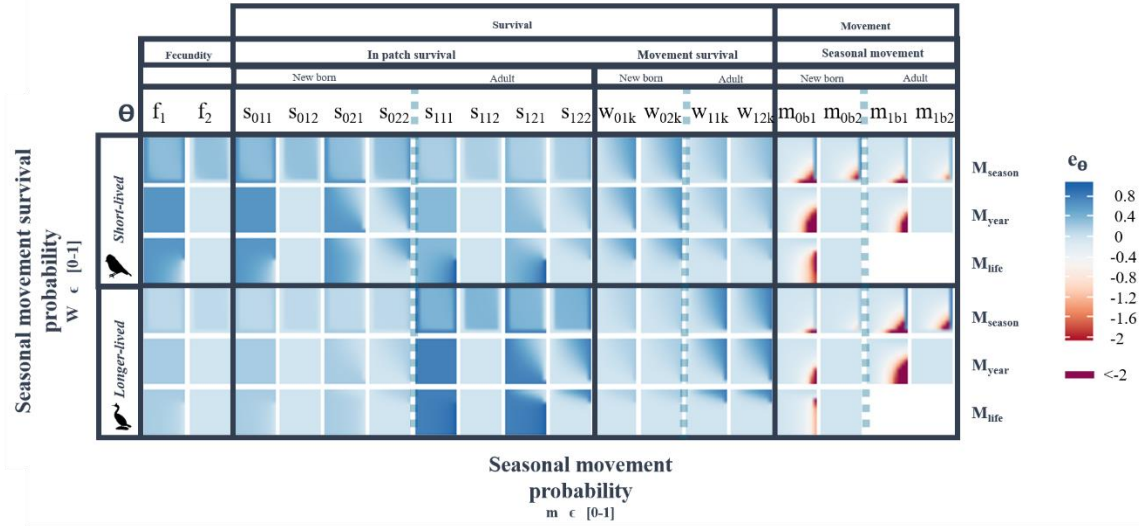 Survival Movement
Fecundity In patch survival Movement survival Seasonal movement
New born Adult New born Adult New born Adult
ɵ f1 f2 s011 s012 s021 s022 s111 s112 s121 s122 w01k w02k w11k w12k m0b1 m0b2 m1b1 m1b2
Seasonal movement survival
probability
W ϵ [0-1]
Short-lived
Longer-lived
Mseason
Myear
Mlife
Mseason
Myear
Mlife
eɵ
0.8
0.4
0
-0.4
-0.8
-1.2
-1.6
-2
<-2
Seasonal movement
probability
m ϵ [0-1]